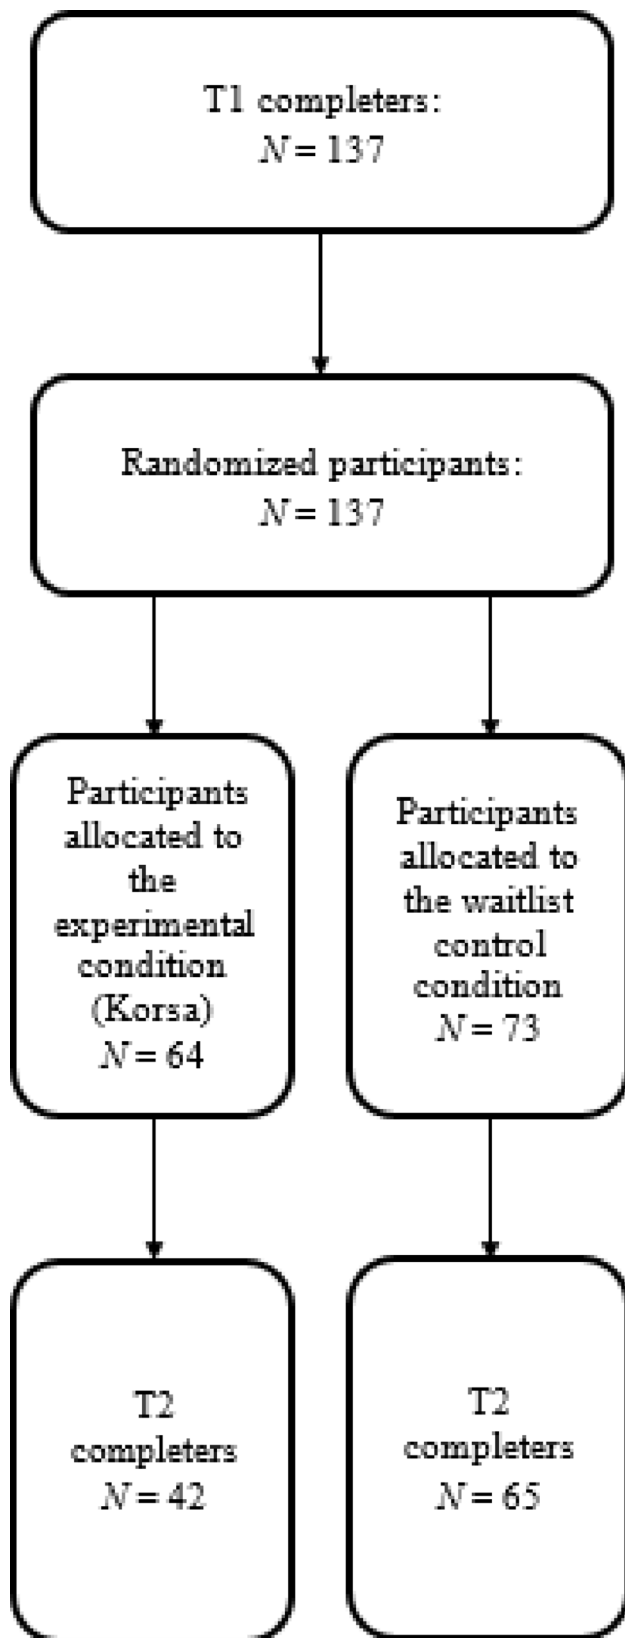 T1 completers:
N = 137
Randomized participants:
N = 137
Participants
allocated to
the
experimental
condition
(Korsa)
N = 64
Participants
allocated to
the waitlist
control
condition
N = 73
T2
completers
N = 42
T2
completers
N = 65